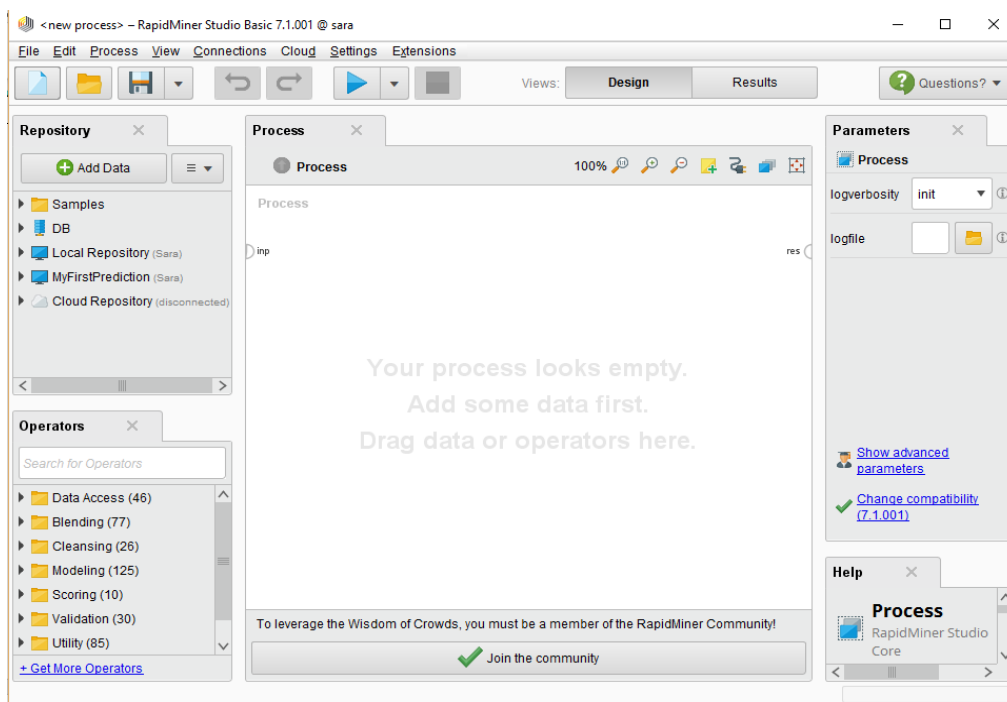 <new process> – RapidMiner Studio Basic 7.1.001 @ sara
File Edit Process View Connections Cloud Settings Extensions
Views: Design Results Questions?
Repository
Add Data
Samples
DB
Local Repository (Sara)
MyFirstPrediction (Sara)
Cloud Repository (disconnected)
Operators
Search for Operators
Data Access (46)
Blending (77)
Cleansing (26)
Modeling (125)
Scoring (10)
Validation (30)
Utility (85)
+ Get More Operators
Process
Process 100%
Process
inp res
Your process looks empty.
Add some data first.
Drag data or operators here.
To leverage the Wisdom of Crowds, you must be a member of the RapidMiner Community!
Join the community
Parameters
Process
logverbosity init
logfile
Show advanced
parameters
Change compatibility
(7.1.001)
Help
Process
RapidMiner Studio
Core